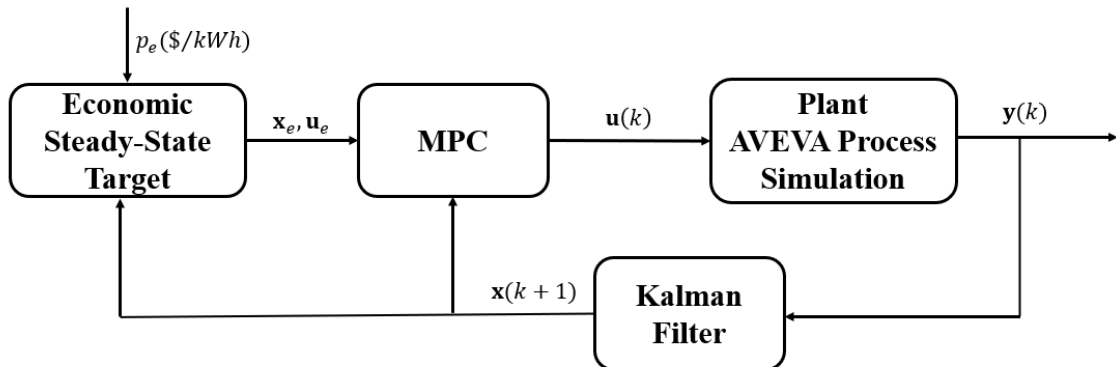 p_e($/kWh)
Economic
Steady-State
Target
x_e, u_e
MPC
u(k)
Plant
AVEVA Process
Simulation
y(k)
x(k + 1)
Kalman
Filter